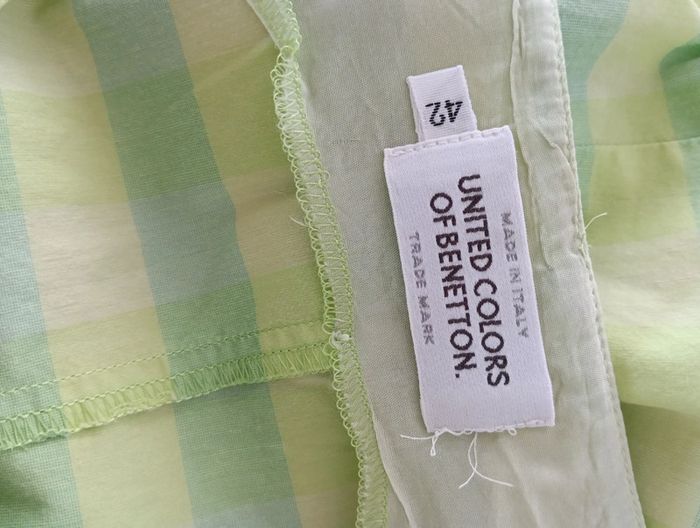 42
MADE IN ITALY
UNITED COLORS
OF BENETTON.
TRADE MARK